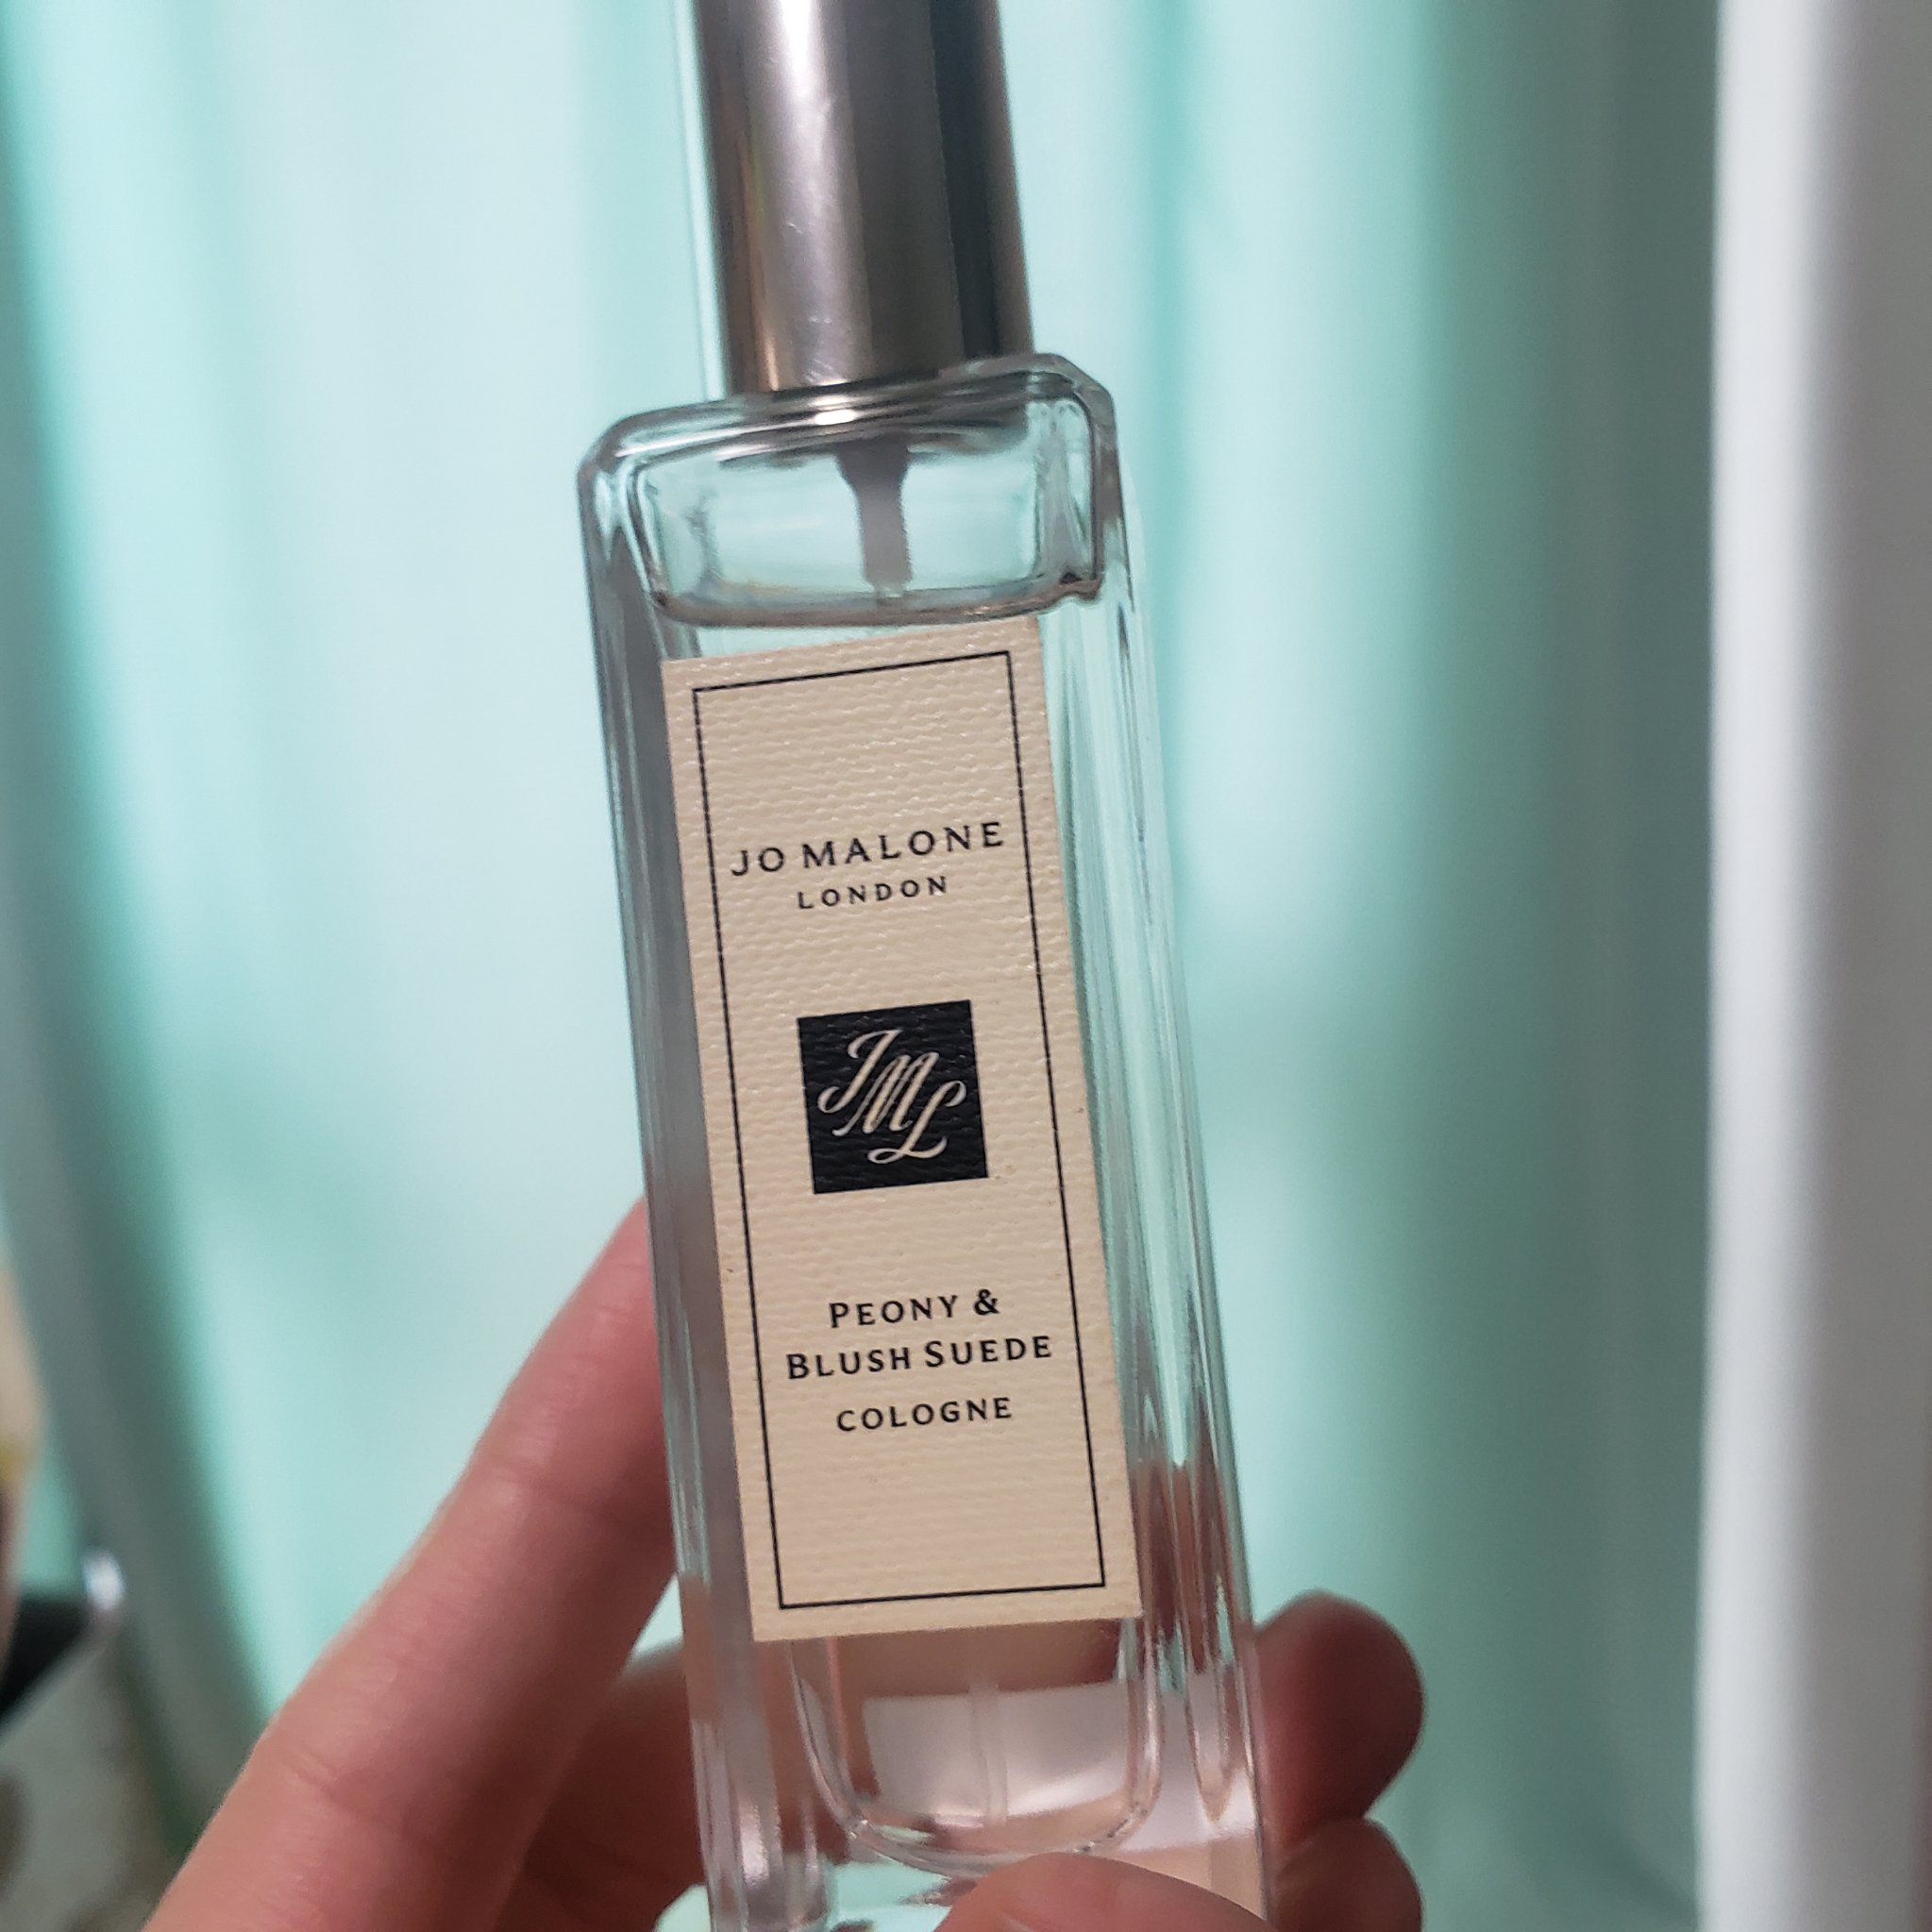 JO MALONE
LONDON
JML
PEONY &
BLUSH SUEDE
COLOGNE